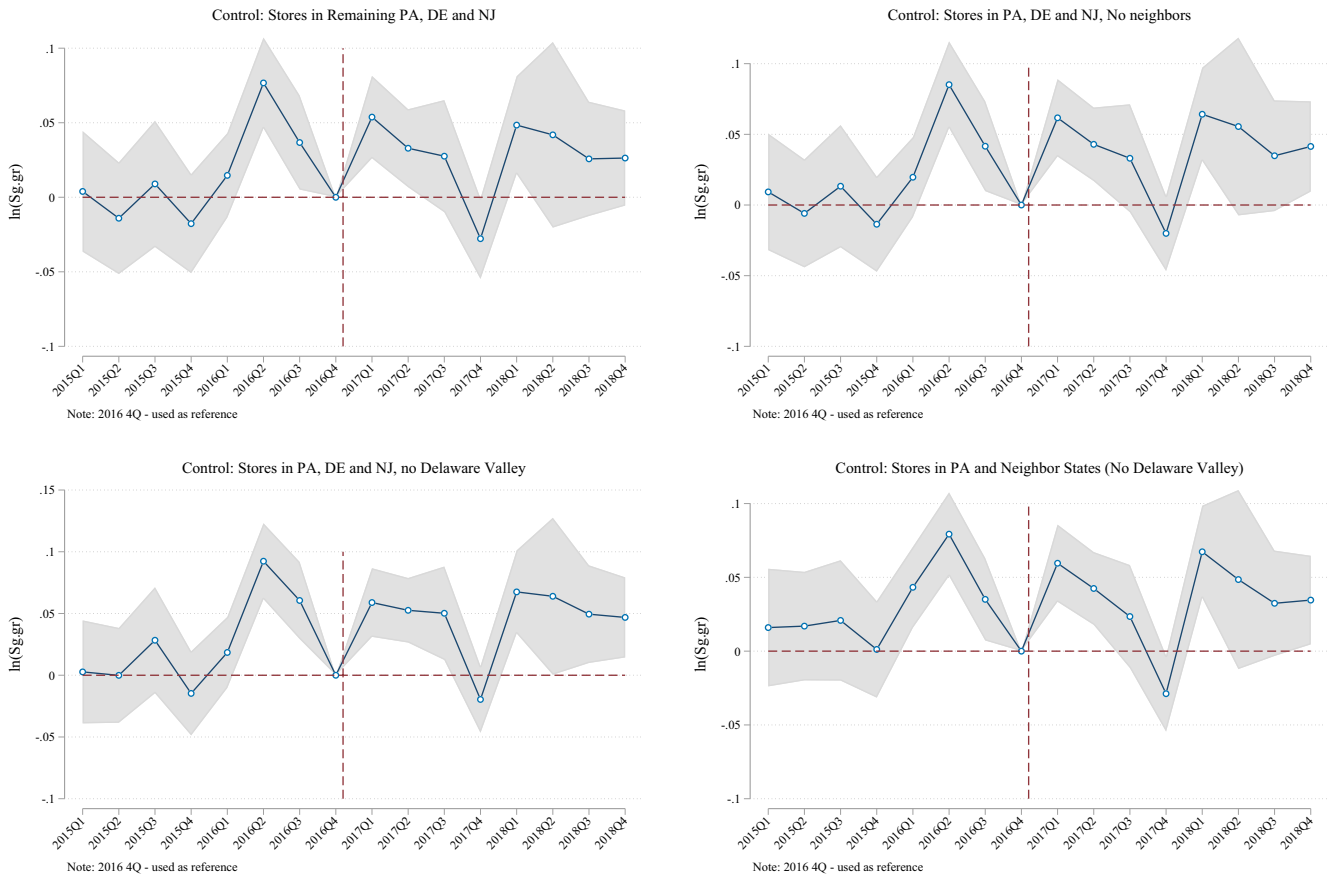 Control: Stores in Remaining PA, DE and NJ
.1
.05
0
-.05
-.1
ln(Sg.gr)
2015Q1
2015Q2
2015Q3
2015Q4
2016Q1
2016Q2
2016Q3
2016Q4
2017Q1
2017Q2
2017Q3
2017Q4
2018Q1
2018Q2
2018Q3
2018Q4
Note: 2016 4Q - used as reference
Control: Stores in PA, DE and NJ, No neighbors
.1
.05
0
-.05
-.1
ln(Sg.gr)
2015Q1
2015Q2
2015Q3
2015Q4
2016Q1
2016Q2
2016Q3
2016Q4
2017Q1
2017Q2
2017Q3
2017Q4
2018Q1
2018Q2
2018Q3
2018Q4
Note: 2016 4Q - used as reference
Control: Stores in PA, DE and NJ, no Delaware Valley
.15
.1
.05
0
-.05
-.1
ln(Sg.gr)
2015Q1
2015Q2
2015Q3
2015Q4
2016Q1
2016Q2
2016Q3
2016Q4
2017Q1
2017Q2
2017Q3
2017Q4
2018Q1
2018Q2
2018Q3
2018Q4
Note: 2016 4Q - used as reference
Control: Stores in PA and Neighbor States (No Delaware Valley)
.1
.05
0
-.05
-.1
ln(Sg.gr)
2015Q1
2015Q2
2015Q3
2015Q4
2016Q1
2016Q2
2016Q3
2016Q4
2017Q1
2017Q2
2017Q3
2017Q4
2018Q1
2018Q2
2018Q3
2018Q4
Note: 2016 4Q - used as reference